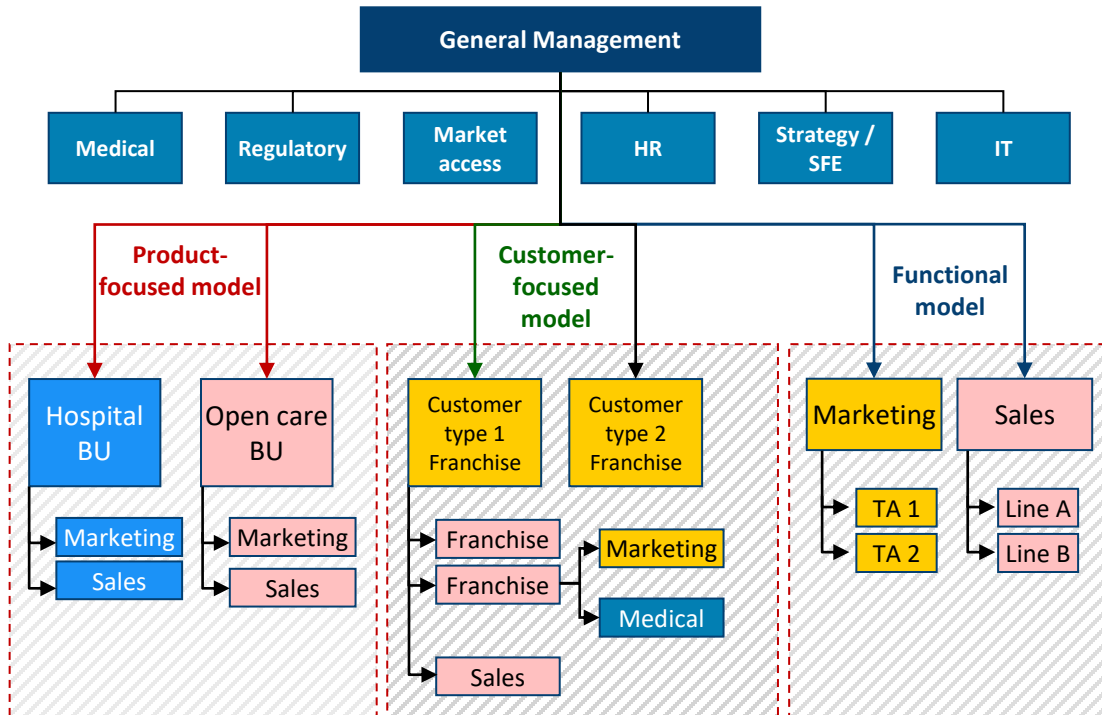 General Management
Medical
Regulatory
Market
access
HR
Strategy /
SFE
IT
Product-
focused model
Customer-
focused
model
Functional
model
Hospital
BU
Marketing
Sales
Open care
BU
Marketing
Sales
Customer
type 1
Franchise
Customer
type 2
Franchise
Franchise
Franchise
Sales
Marketing
Medical
Marketing
TA 1
TA 2
Sales
Line A
Line B